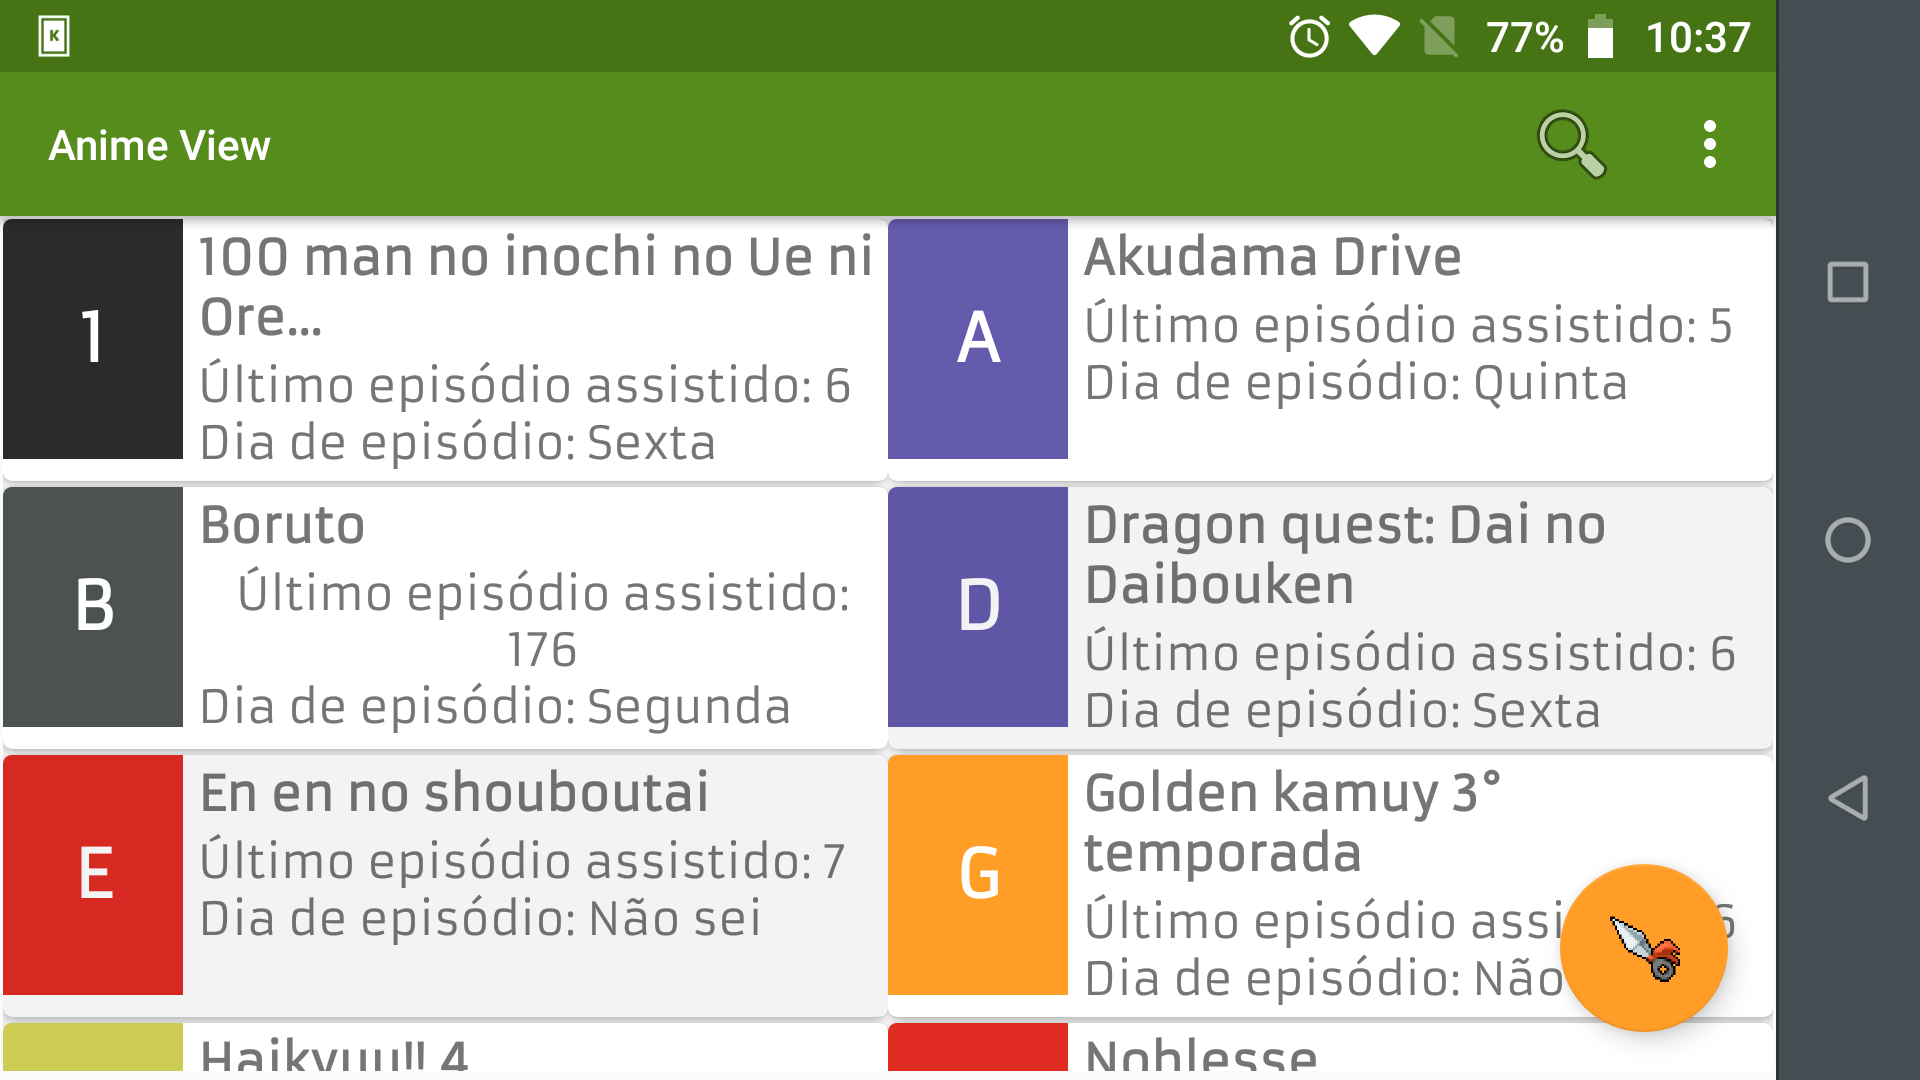 K
77% 10:37
Anime View
1
100 man no inochi no Ue ni
Ore...
Último episódio assistido: 6
Dia de episódio: Sexta
A
Akudama Drive
Último episódio assistido: 5
Dia de episódio: Quinta
B
Boruto
Último episódio assistido:
176
Dia de episódio: Segunda
D
Dragon quest: Dai no
Daibouken
Último episódio assistido: 6
Dia de episódio: Sexta
E
En en no shouboutai
Último episódio assistido: 7
Dia de episódio: Não sei
G
Golden kamuy 3°
temporada
Último episódio assi 6
Dia de episódio: Não
Haikyuu!! 4
Noblesse